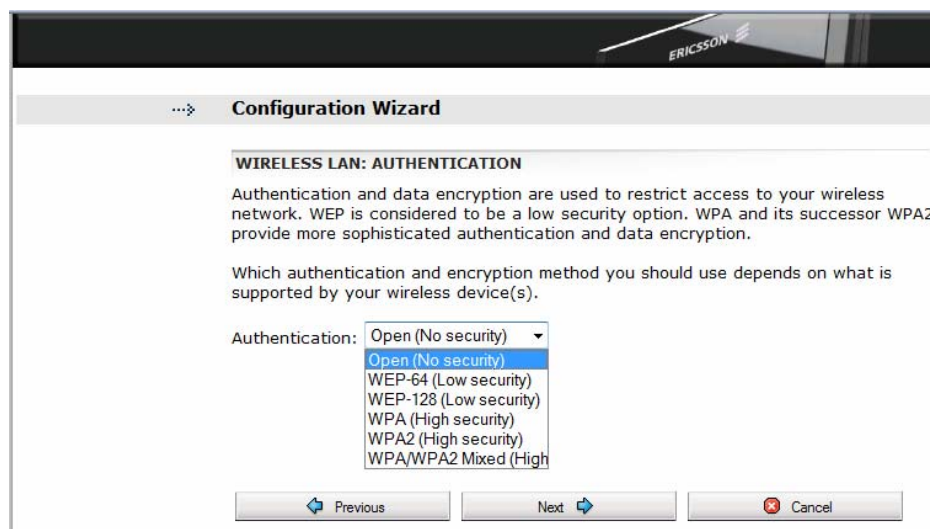 ERICSSON
Configuration Wizard
WIRELESS LAN: AUTHENTICATION
Authentication and data encryption are used to restrict access to your wireless
network. WEP is considered to be a low security option. WPA and its successor WPA2
provide more sophisticated authentication and data encryption.
Which authentication and encryption method you should use depends on what is
supported by your wireless device(s).
Authentication: Open (No security)
Open (No security)
WEP-64 (Low security)
WEP-128 (Low security)
WPA (High security)
WPA2 (High security)
WPA/WPA2 Mixed (High
Previous Next Cancel